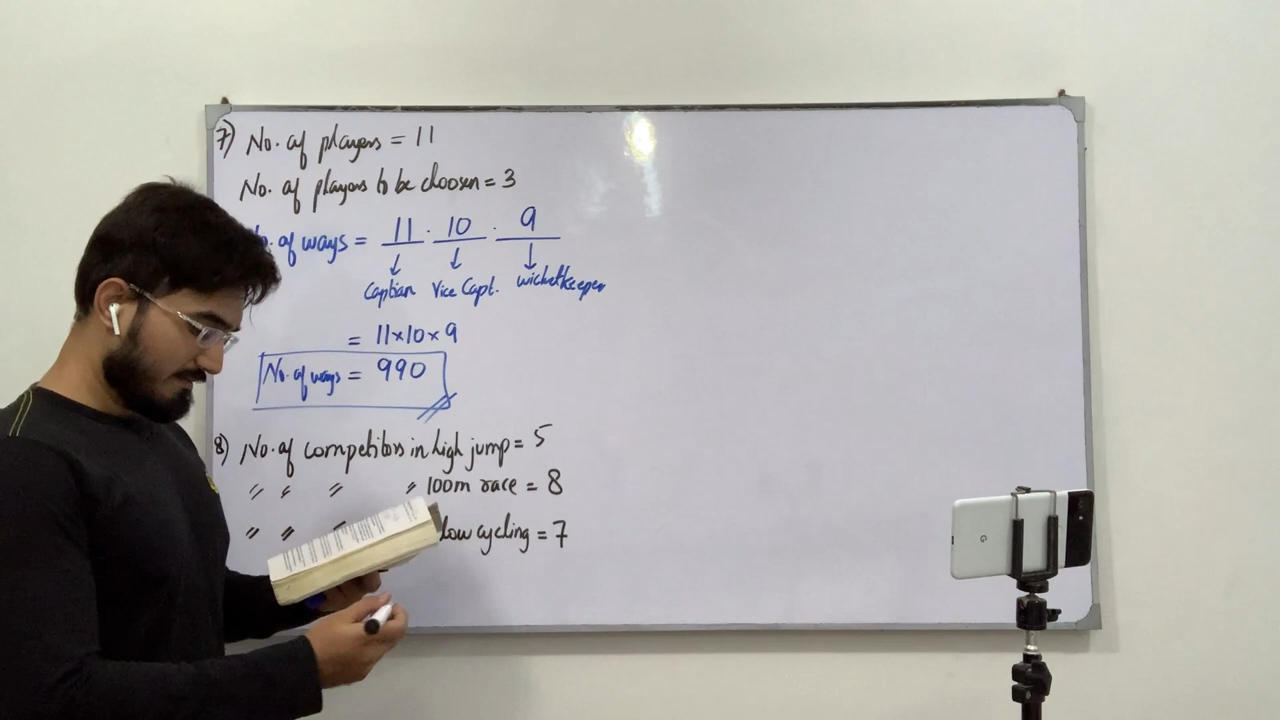 7) No. of players = 11
No. of players to be choosen = 3
No. of ways = 11 . 10 . 9
↓ ↓ ↓
Captian Vice Capt. wicketkeeper
= 11×10×9
No. of ways = 990
8) No. of competitors in high jump = 5
〃 〃 〃 〃 100m race = 8
〃 〃 〃 low cycling = 7